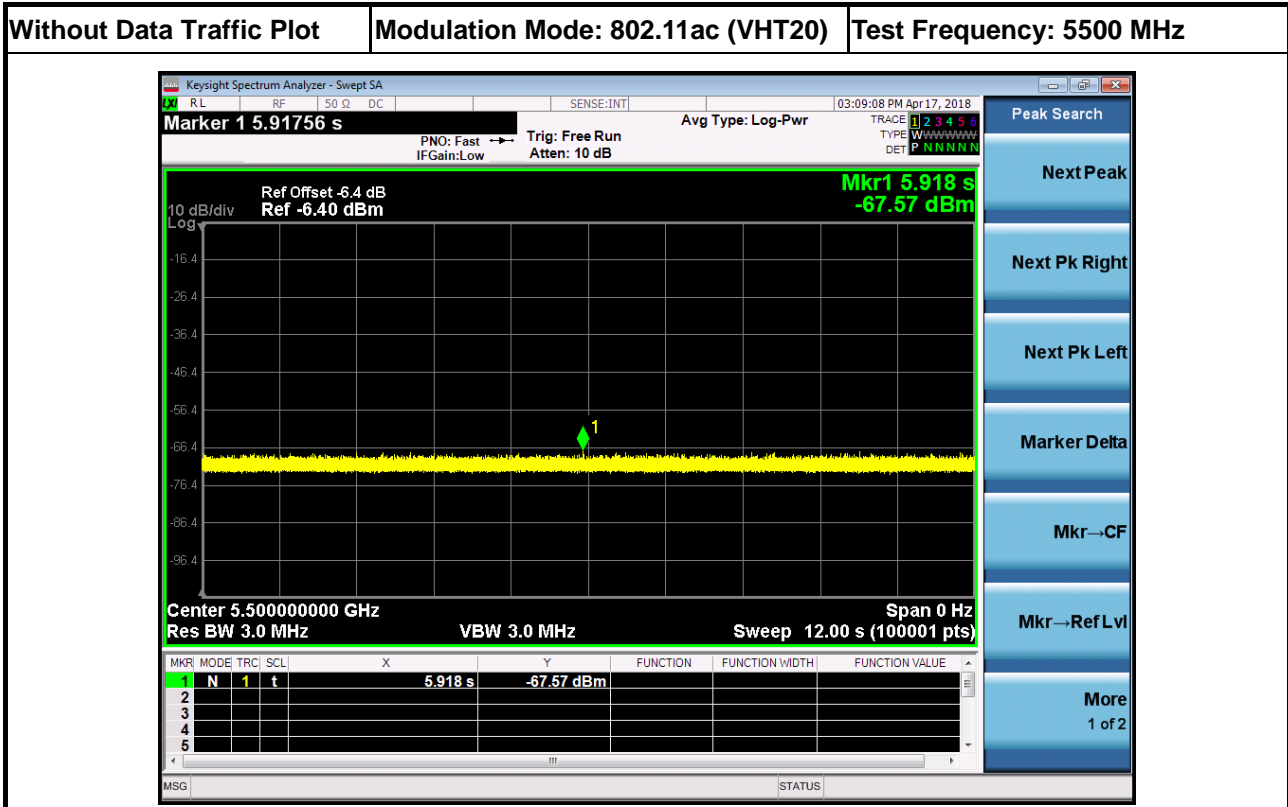 Without Data Traffic Plot Modulation Mode: 802.11ac (VHT20) Test Frequency: 5500 MHz
Keysight Spectrum Analyzer - Swept SA
LXI RL RF 50 Ω DC SENSE:INT 03:09:08 PM Apr 17, 2018
Marker 1 5.91756 s
PNO: Fast
IFGain:Low
Trig: Free Run
Atten: 10 dB
Avg Type: Log-Pwr
TRACE 1 2 3 4 5 6
TYPE WWWWWW
DET P N N N N N
Ref Offset -6.4 dB
10 dB/div Ref -6.40 dBm
Log
Mkr1 5.918 s
-67.57 dBm
-16.4
-26.4
-36.4
-46.4
-56.4
1
-66.4
-76.4
-86.4
-96.4
Center 5.500000000 GHz Span 0 Hz
Res BW 3.0 MHz VBW 3.0 MHz Sweep 12.00 s (100001 pts)
MKR MODE TRC SCL X Y FUNCTION FUNCTION WIDTH FUNCTION VALUE
1 N 1 t 5.918 s -67.57 dBm
2
3
4
5
MSG STATUS
Peak Search
Next Peak
Next Pk Right
Next Pk Left
Marker Delta
Mkr→CF
Mkr→Ref Lvl
More
1 of 2